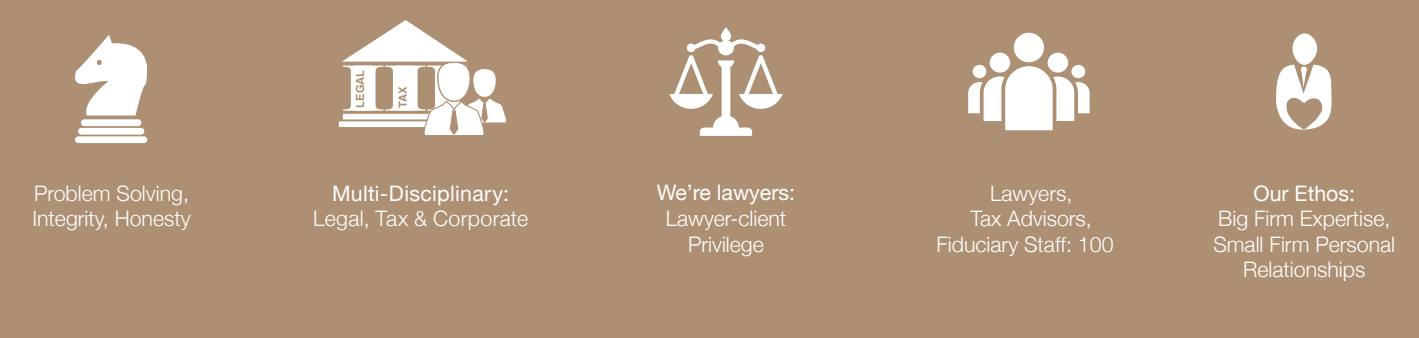 LEGAL
TAX
Problem Solving,
Integrity, Honesty
Multi-Disciplinary:
Legal, Tax & Corporate
We’re lawyers:
Lawyer-client
Privilege
Lawyers,
Tax Advisors,
Fiduciary Staff: 100
Our Ethos:
Big Firm Expertise,
Small Firm Personal
Relationships